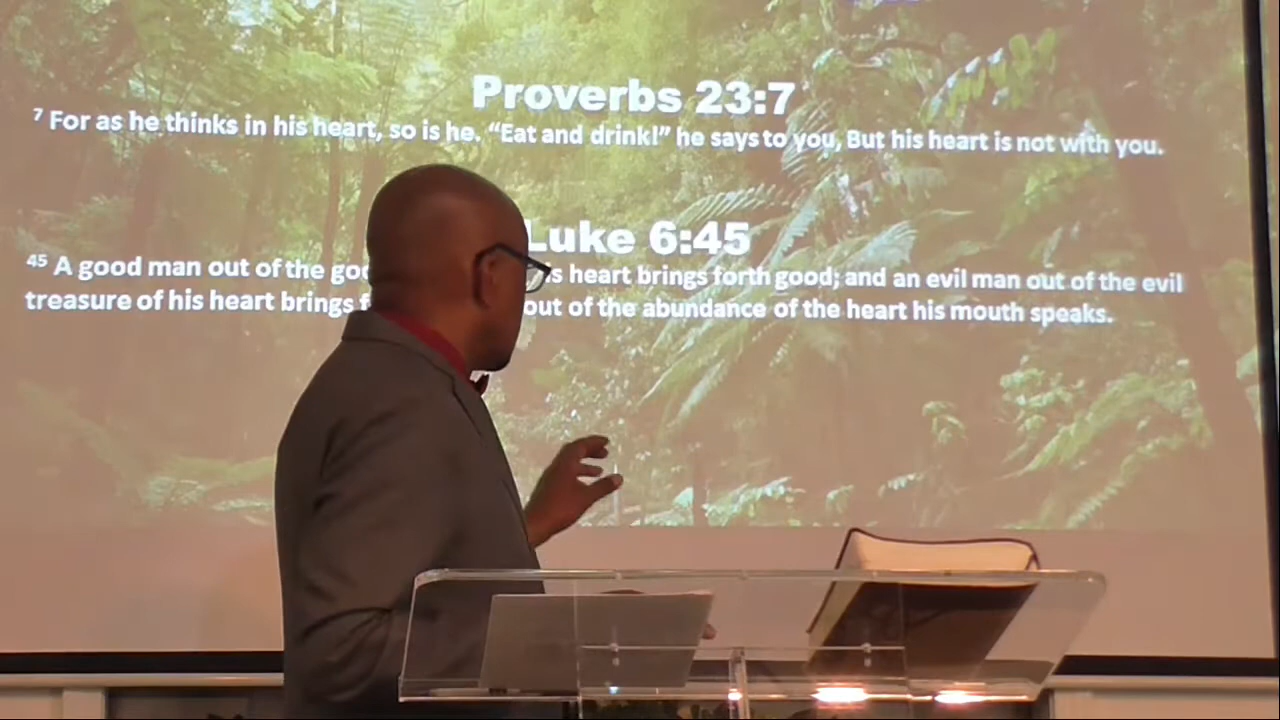 Proverbs 23:7
7 For as he thinks in his heart, so is he. “Eat and drink!” he says to you, But his heart is not with you.
Luke 6:45
45 A good man out of the is heart brings forth good; and an evil man out of the evil
treasure of his heart brings out of the abundance of the heart his mouth speaks.